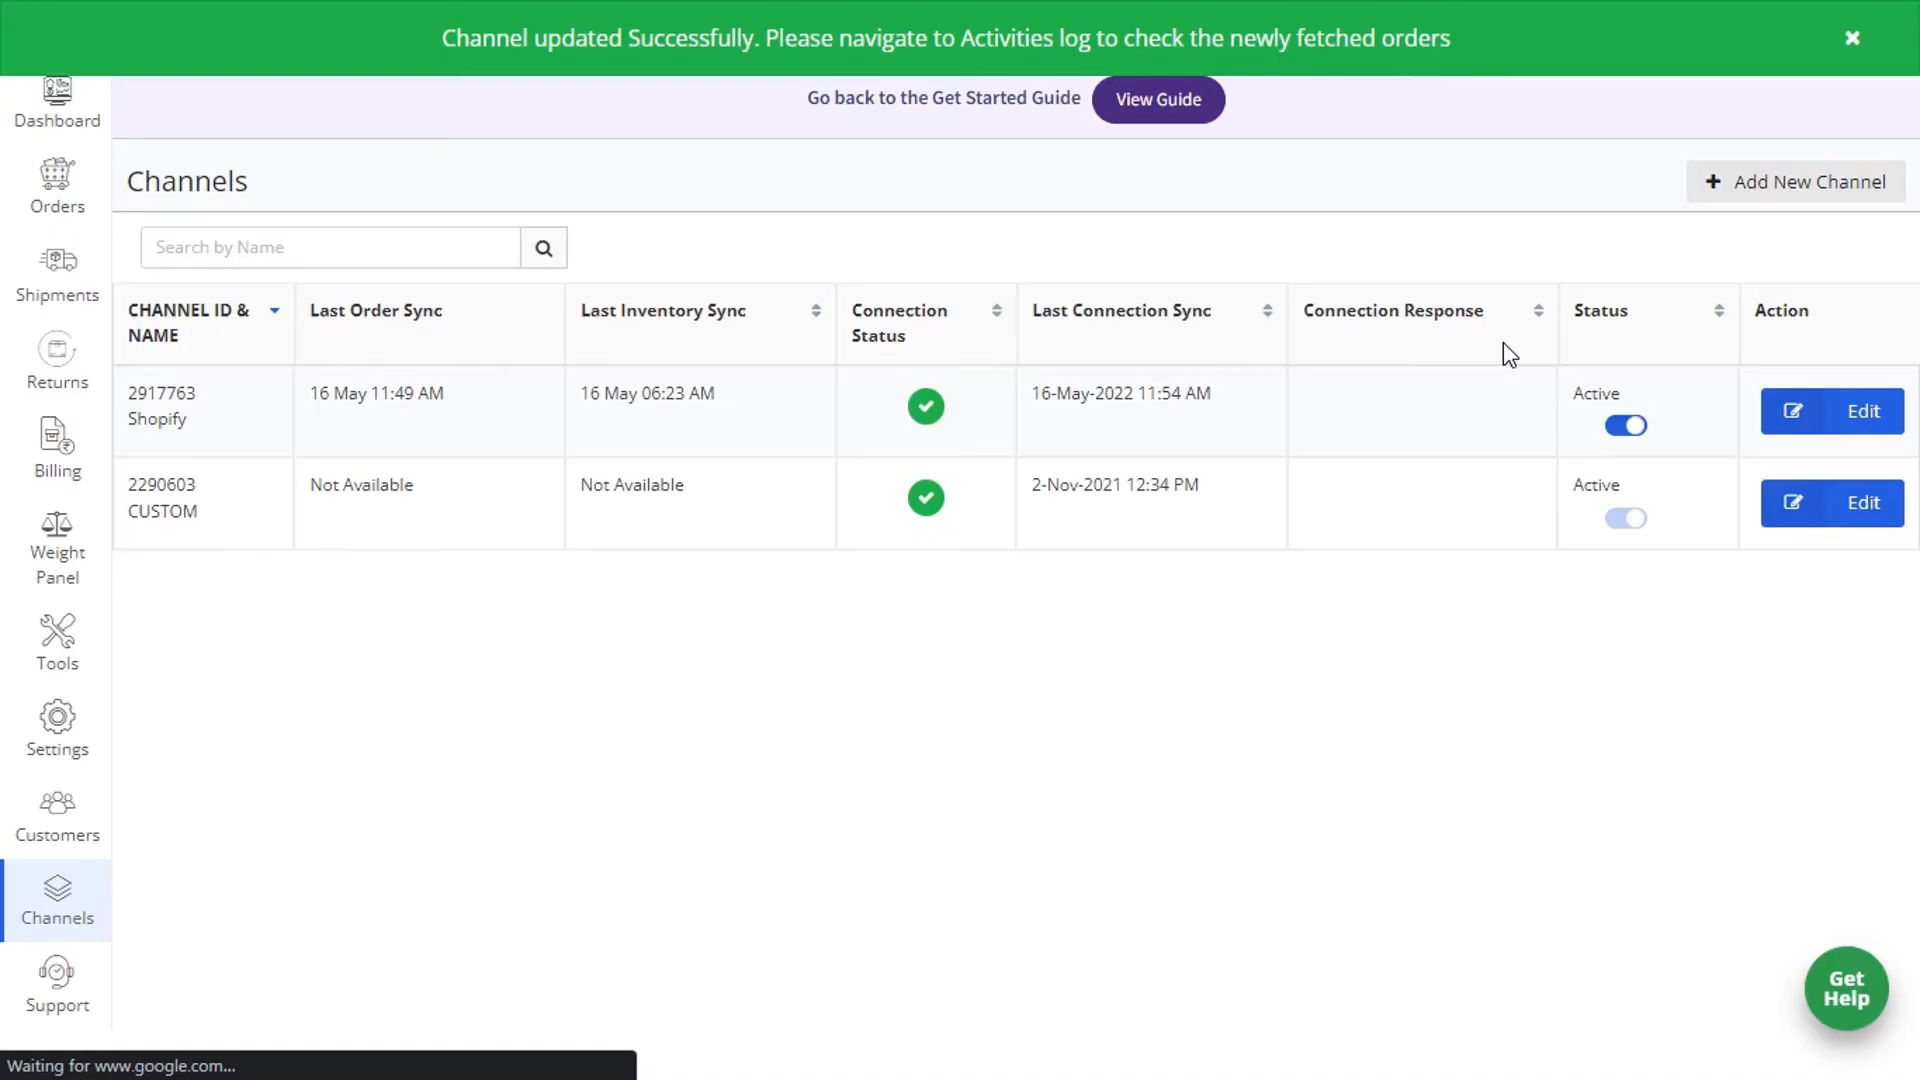 Channel updated Successfully. Please navigate to Activities log to check the newly fetched orders
Dashboard
Go back to the Get Started Guide
View Guide
Orders
Shipments
Returns
Billing
Weight
Panel
Tools
Settings
Customers
Channels
Support
Channels
Add New Channel
Search by Name
CHANNEL ID &
NAME
Last Order Sync
Last Inventory Sync
Connection
Status
Last Connection Sync
Connection Response
Status
Action
2917763
Shopify
16 May 11:49 AM
16 May 06:23 AM
16-May-2022 11:54 AM
Active
Edit
2290603
CUSTOM
Not Available
Not Available
2-Nov-2021 12:34 PM
Active
Edit
Get
Help
Waiting for www.google.com...